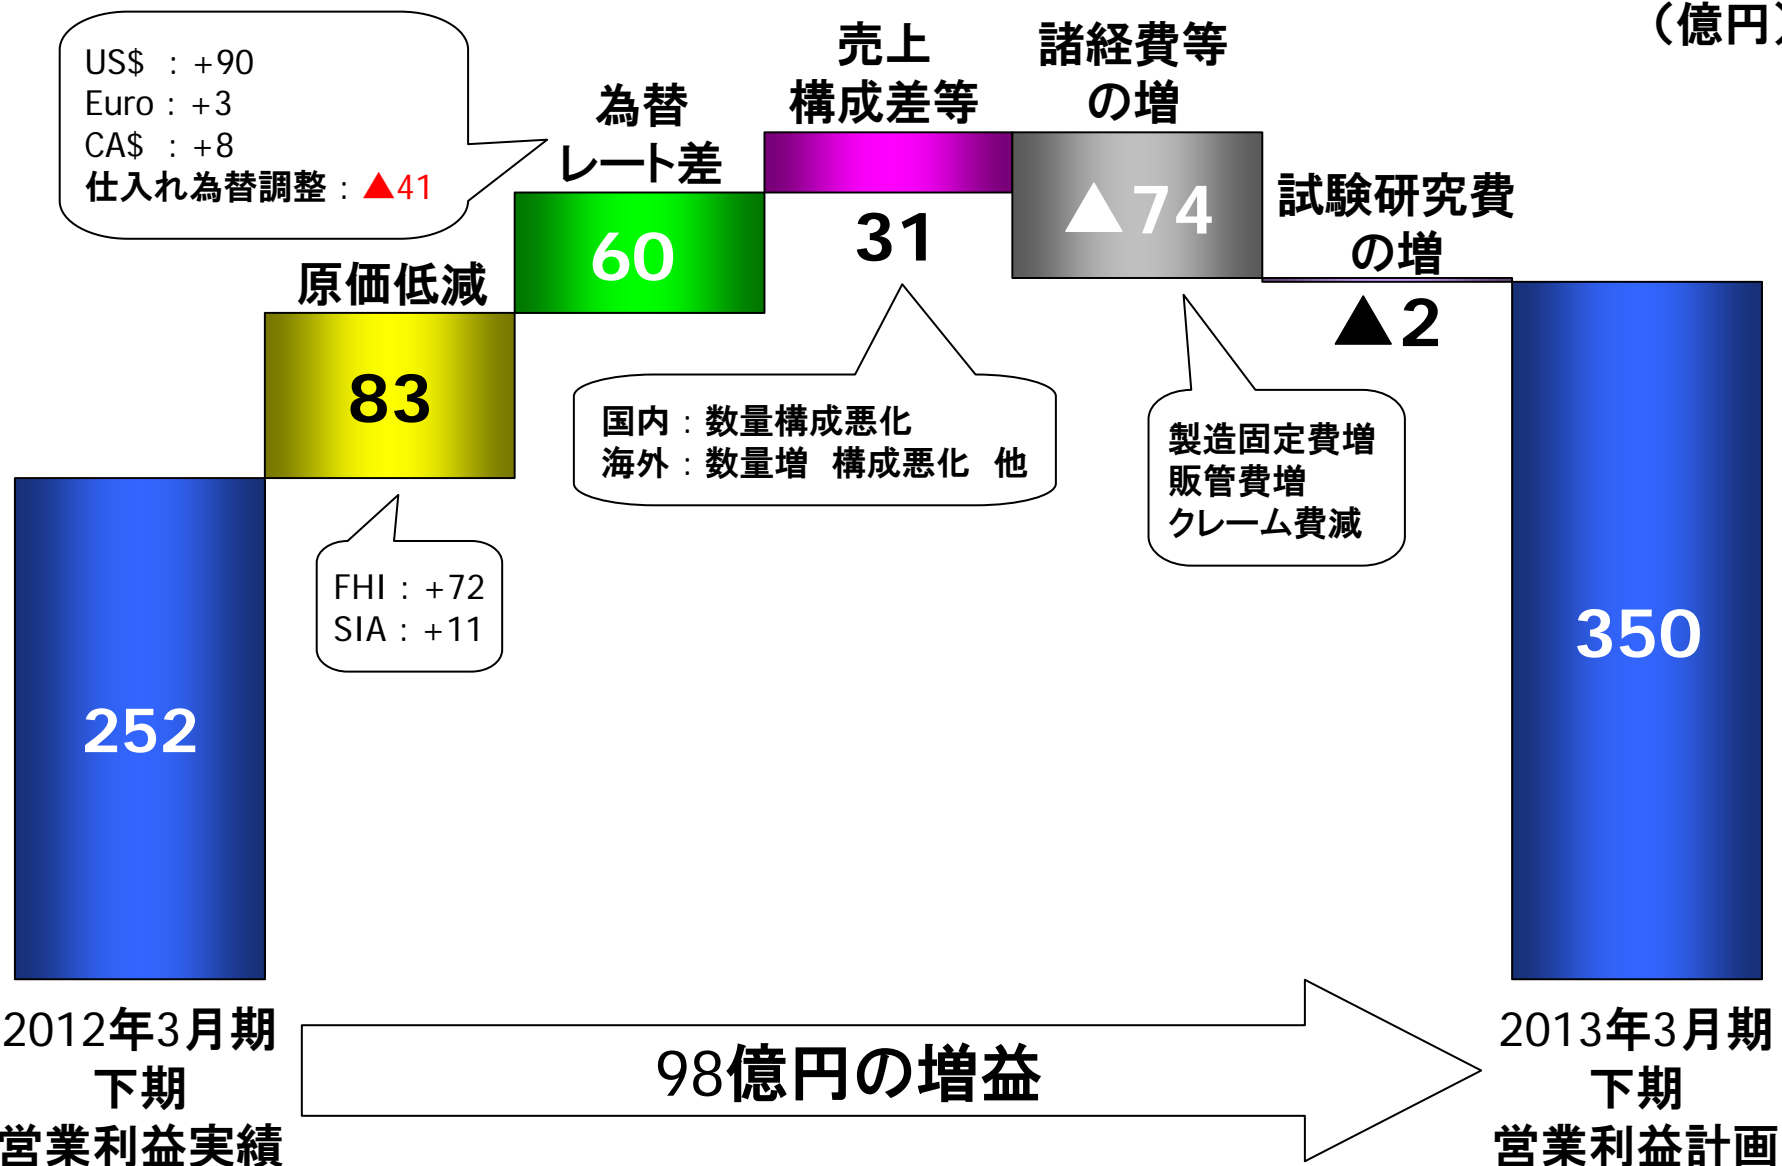 （億円）
US$ : +90
Euro : +3
CA$ : +8
仕入れ為替調整 : ▲41
為替
レート差
売上
構成差等
諸経費等
の増
試験研究費
の増
原価低減
60
31
▲74
▲2
83
国内 : 数量構成悪化
海外 : 数量増 構成悪化 他
製造固定費増
販管費増
クレーム費減
FHI : +72
SIA : +11
252
350
2012年3月期
下期
営業利益実績
98億円の増益
2013年3月期
下期
営業利益計画